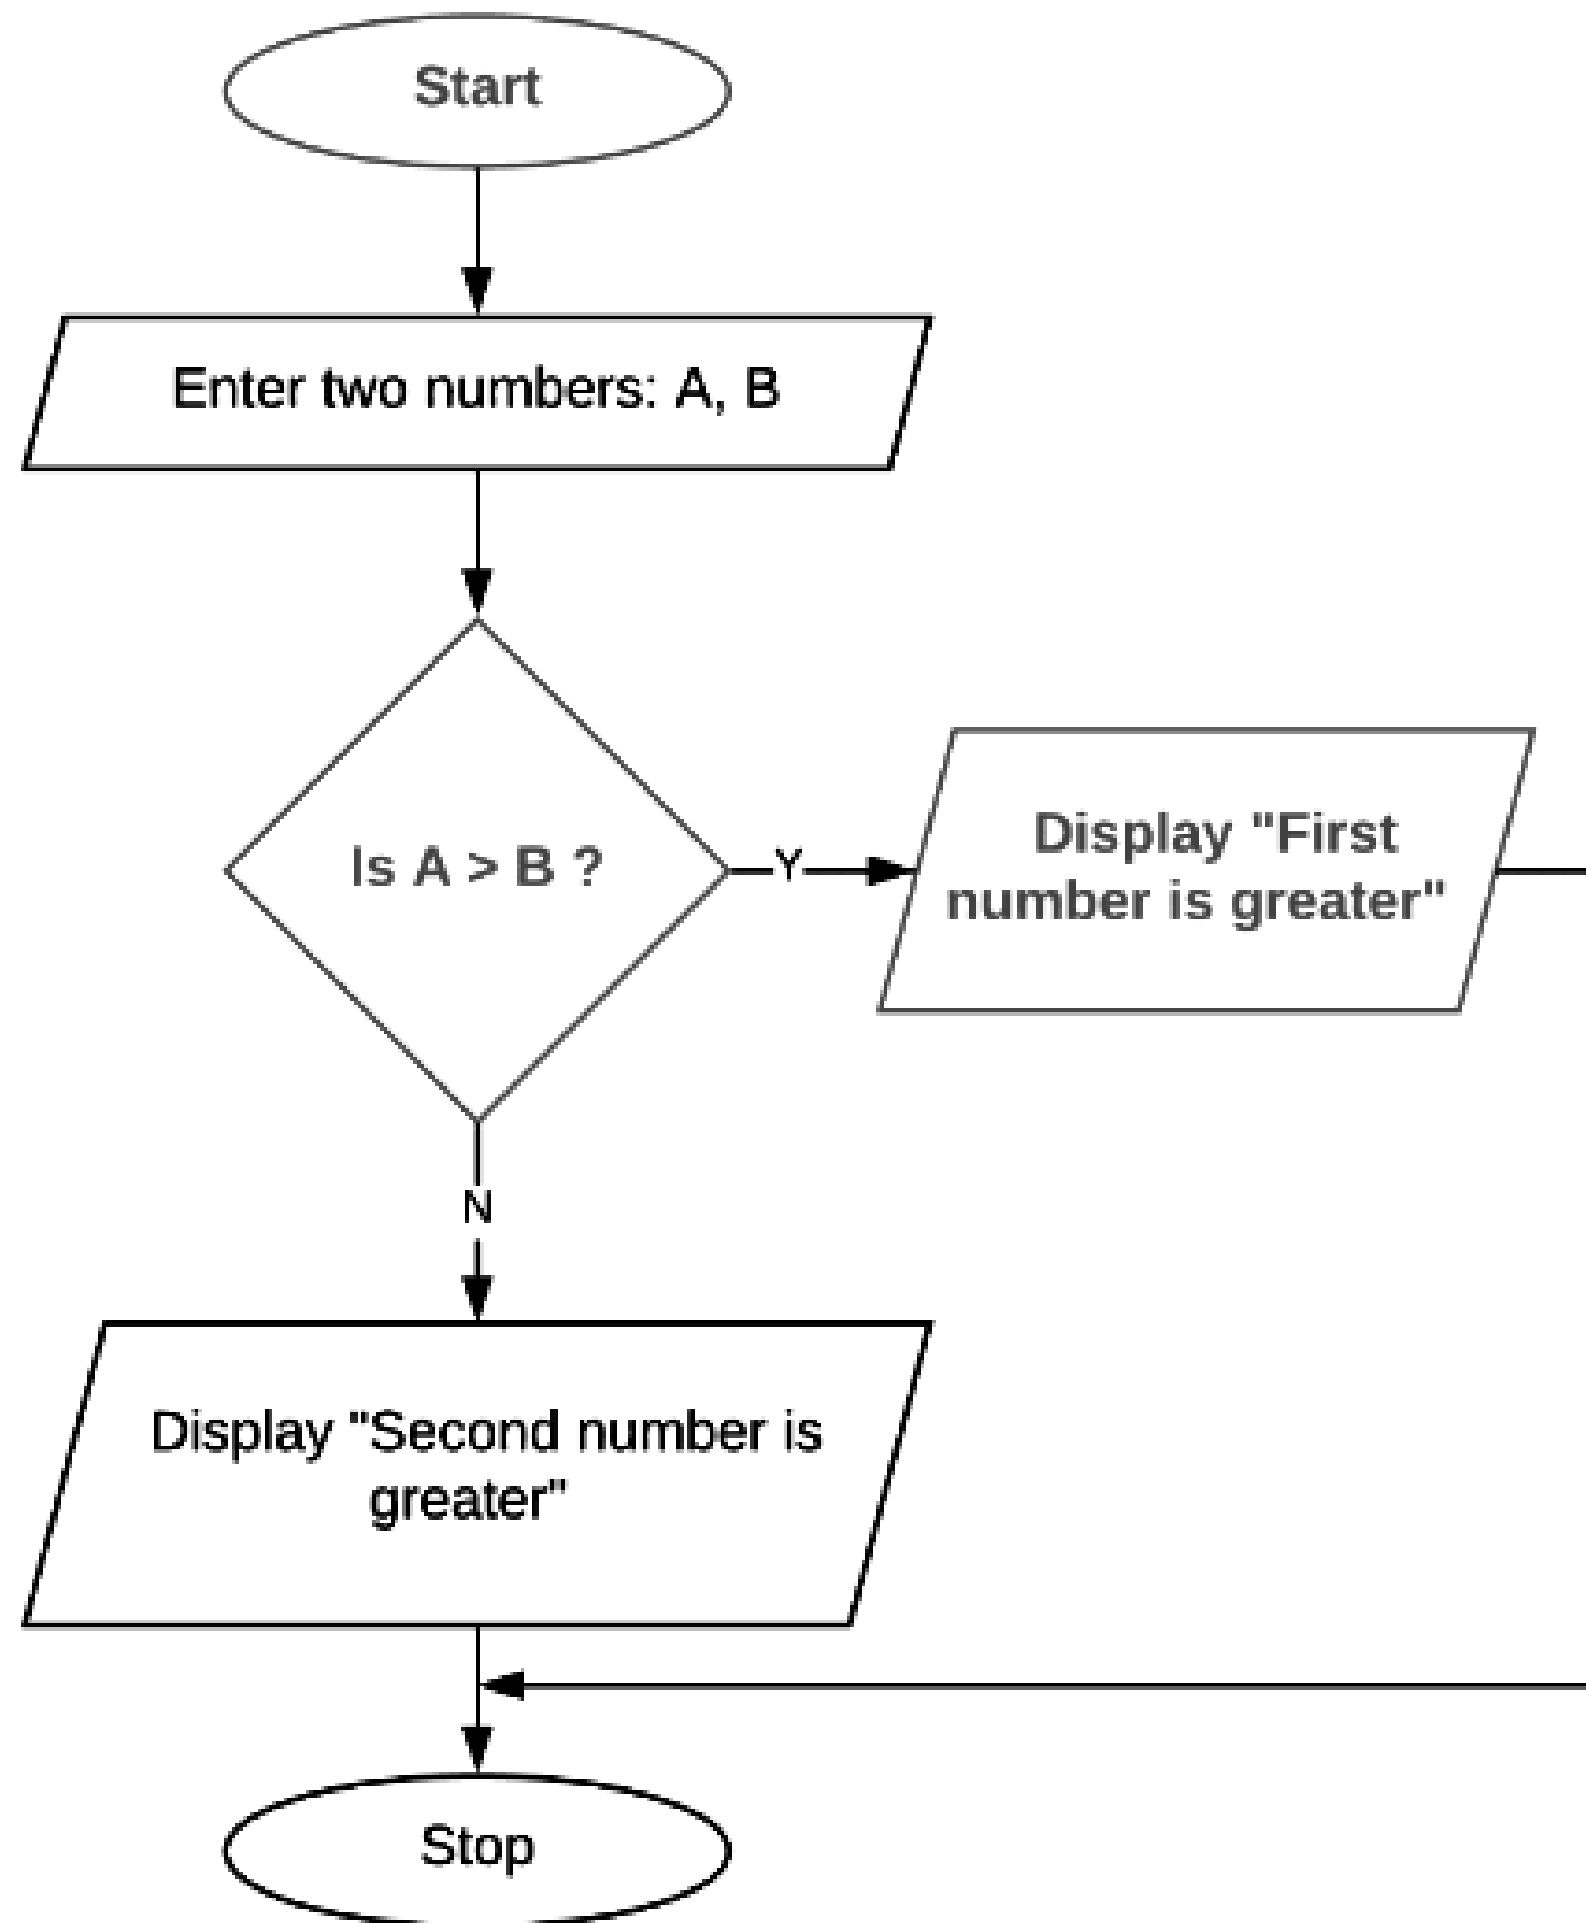 Start
Enter two numbers: A, B
Is A > B ?
Y
Display "First
number is greater"
N
Display "Second number is
greater"
Stop